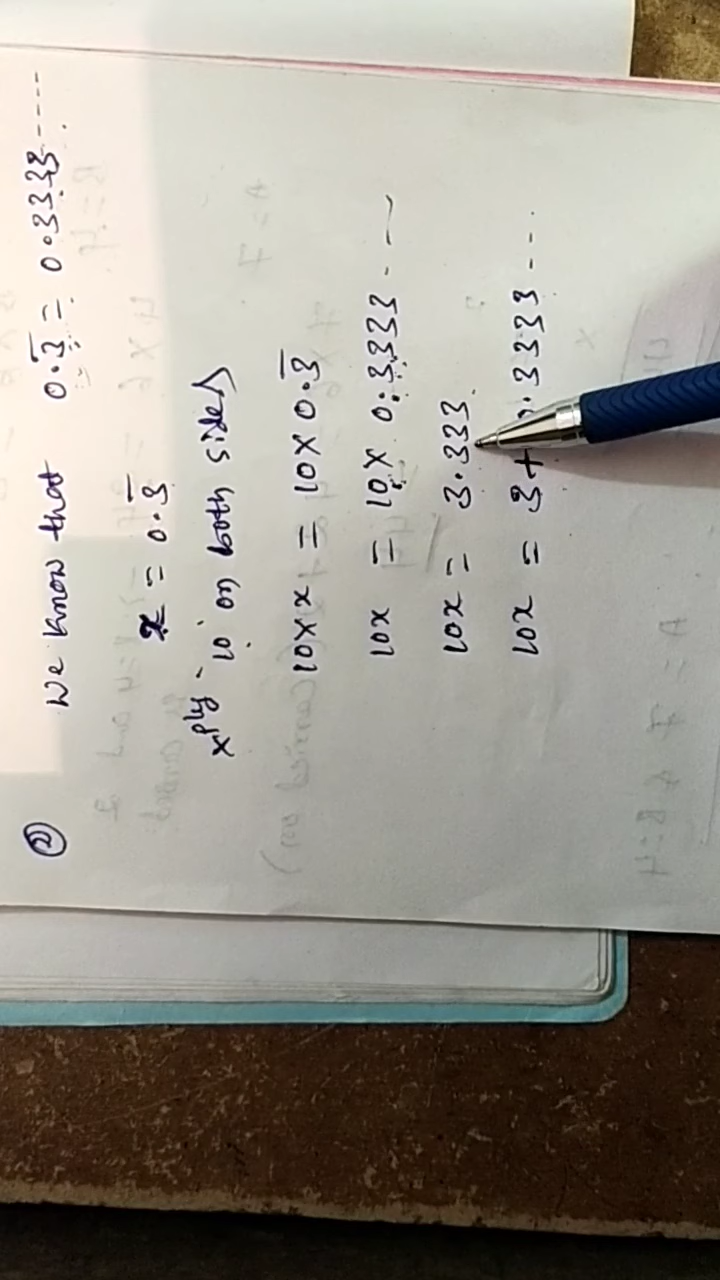 ② We know that 0.3̅ = 0.3333-----
x = 0.3̅
xply. 10 on both sides
10×x = 10×0.3̅
10x = 10× 0.3333 - - —
10x = 3.333.
10x = 3+ .3333 - - .